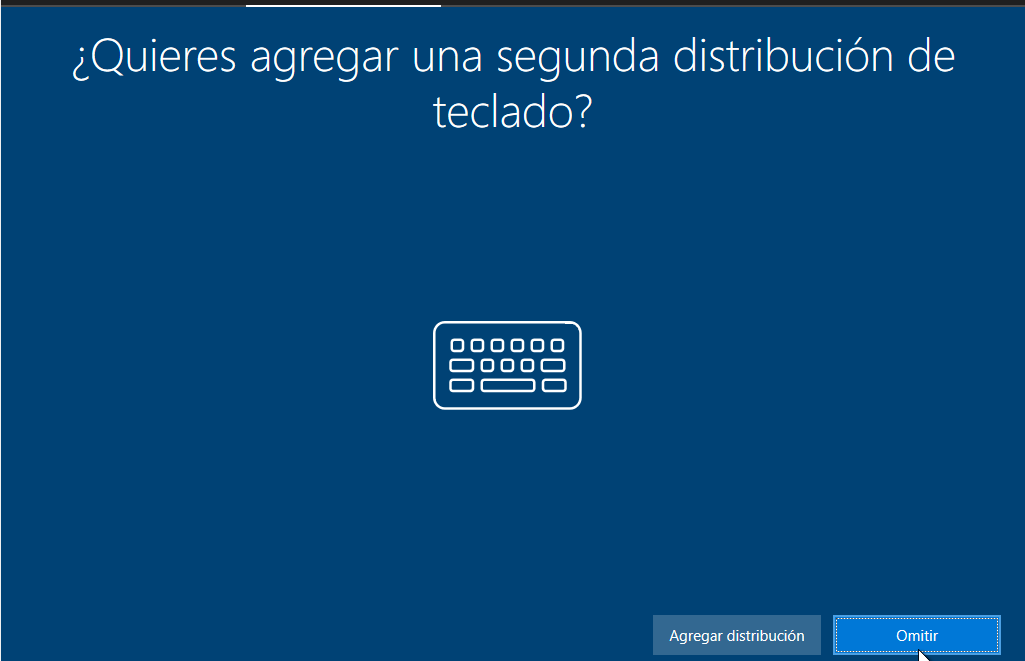 ¿Quieres agregar una segunda distribución de
teclado?
Agregar distribución
Omitir